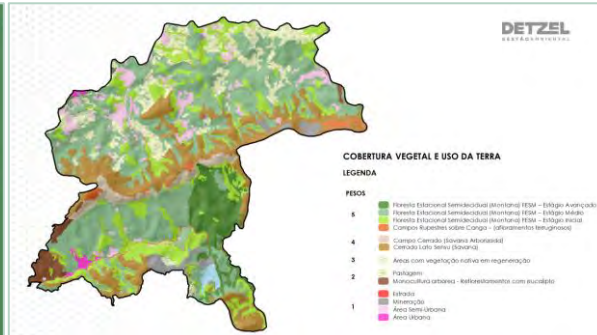 DETZEL
GESTÃO AMBIENTAL
COBERTURA VEGETAL E USO DA TERRA
LEGENDA
PESOS
5
Floresta Estacional Semidecidual (Montana) FESM – Estágio Avançado
Floresta Estacional Semidecidual (Montana) FESM – Estágio Médio
Floresta Estacional Semidecidual (Montana) FESM – Estágio Inicial
Campos Rupestres sobre Canga – (afloramentos ferruginosos)
4
Campo Cerrado (Savana Arborizada)
Cerrado Lato Sensu (Savana)
3
Áreas com vegetação nativa em regeneração
2
Pastagem
Monocultura arbórea - Reflorestamentos com eucalipto
1
Estrada
Mineração
Área Semi-Urbana
Área Urbana